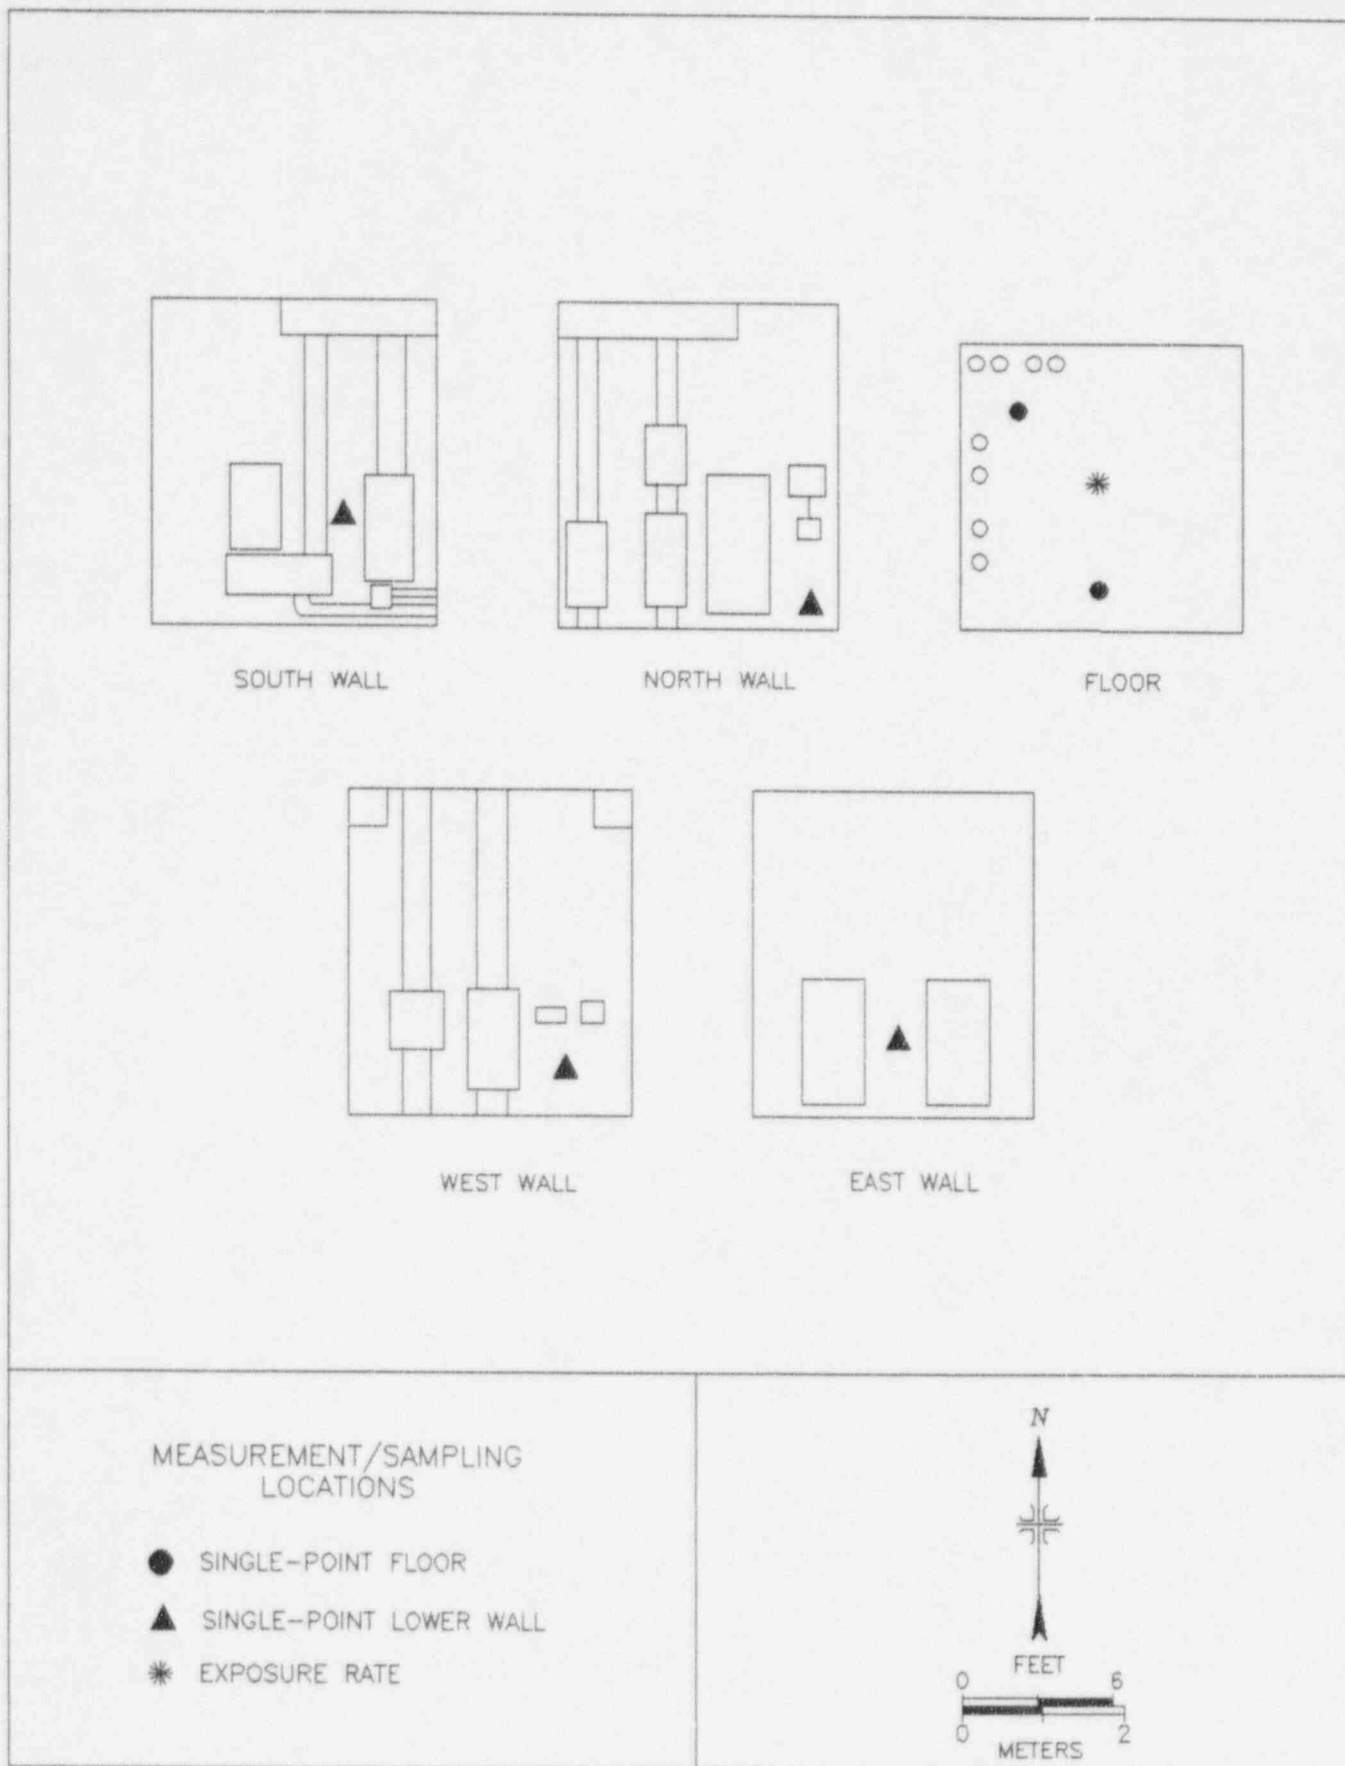 SOUTH WALL
NORTH WALL
FLOOR
WEST WALL
EAST WALL
MEASUREMENT/SAMPLING
LOCATIONS
SINGLE-POINT FLOOR
SINGLE-POINT LOWER WALL
EXPOSURE RATE
N
FEET
0 6
0 2
METERS